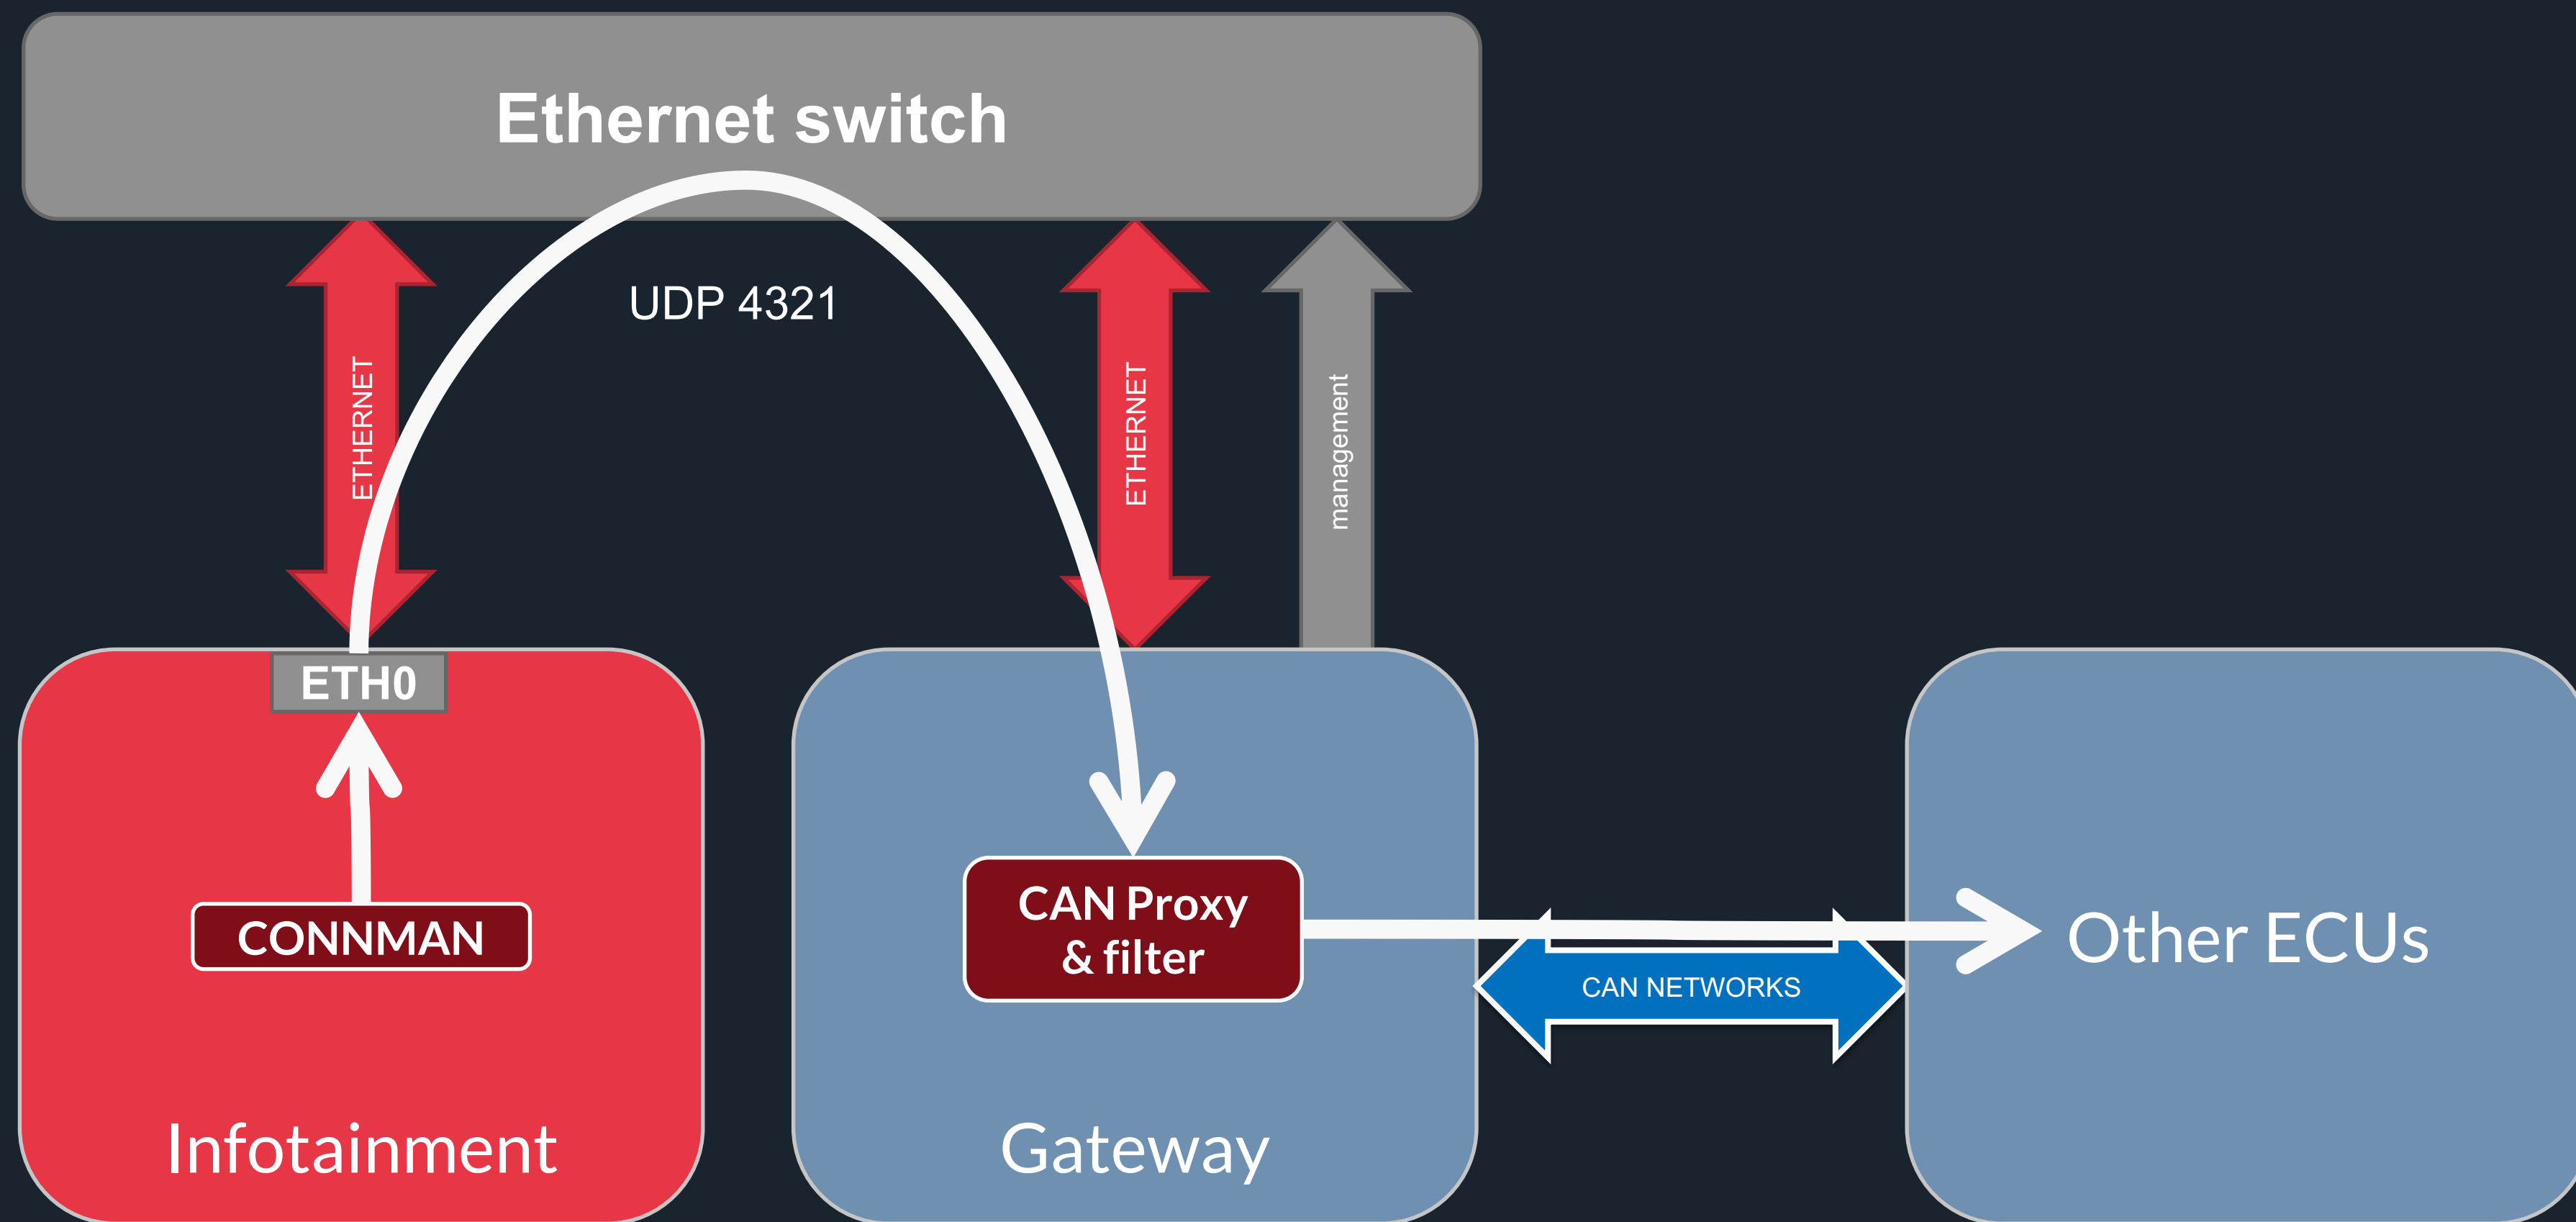 Ethernet switch
UDP 4321
ETHERNET
ETHERNET
management
ETH0
CONNMAN
Infotainment
CAN Proxy
& filter
Gateway
CAN NETWORKS
Other ECUs